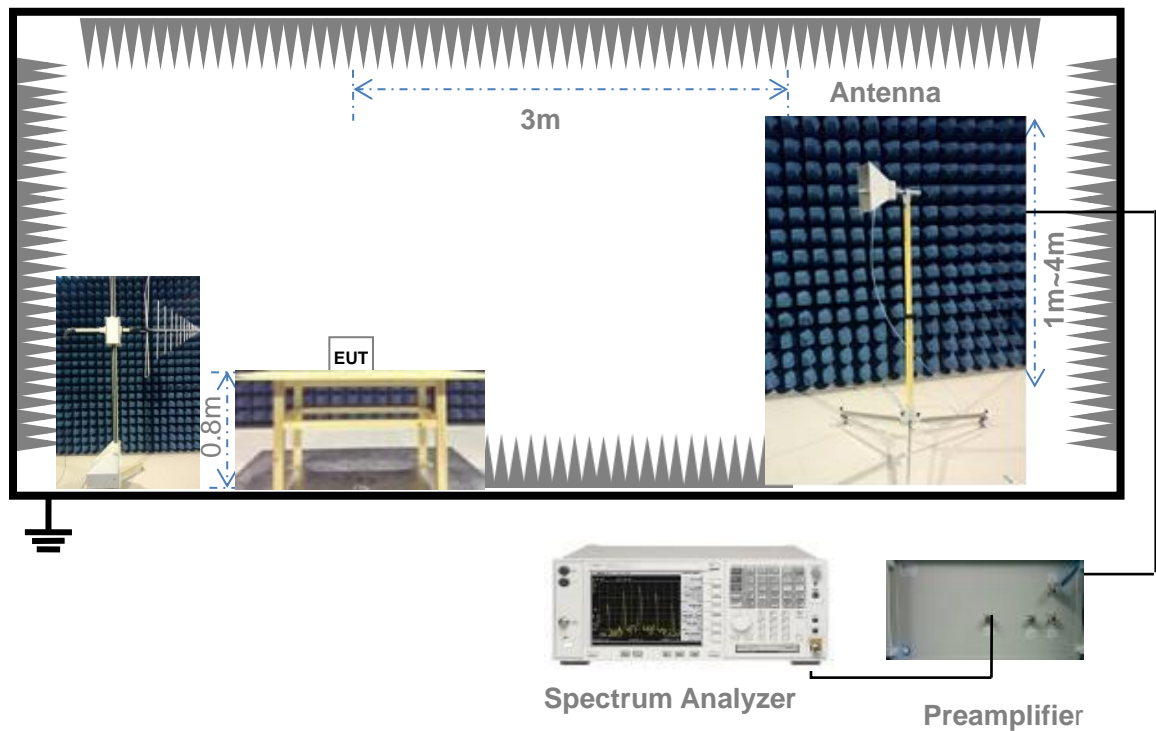 Antenna
3m
1m~4m
EUT
0.8m
Spectrum Analyzer
Preamplifier